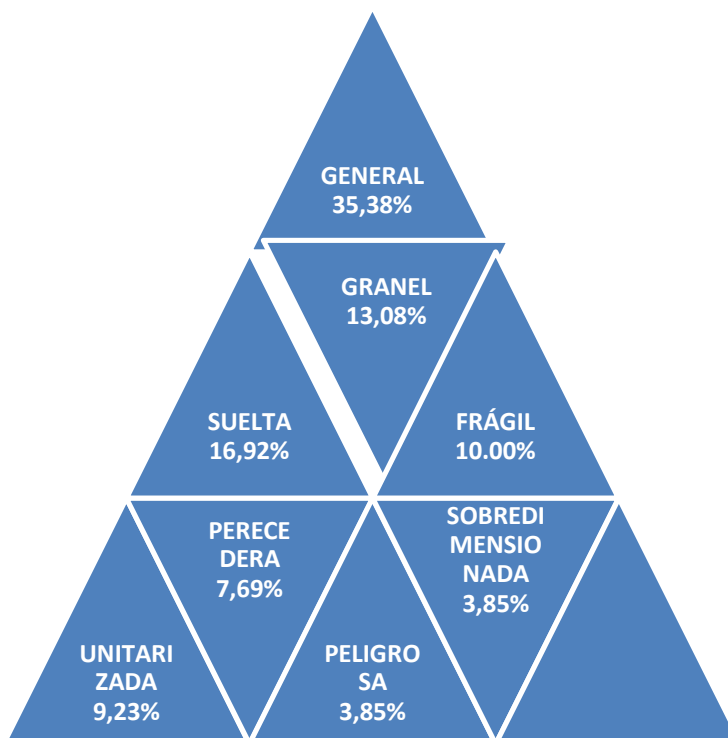 GENERAL
35,38%
GRANEL
13,08%
SUELTA
16,92%
FRÁGIL
10.00%
PERECE
DERA
7,69%
SOBREDI
MENSIO
NADA
3,85%
UNITARI
ZADA
9,23%
PELIGRO
SA
3,85%